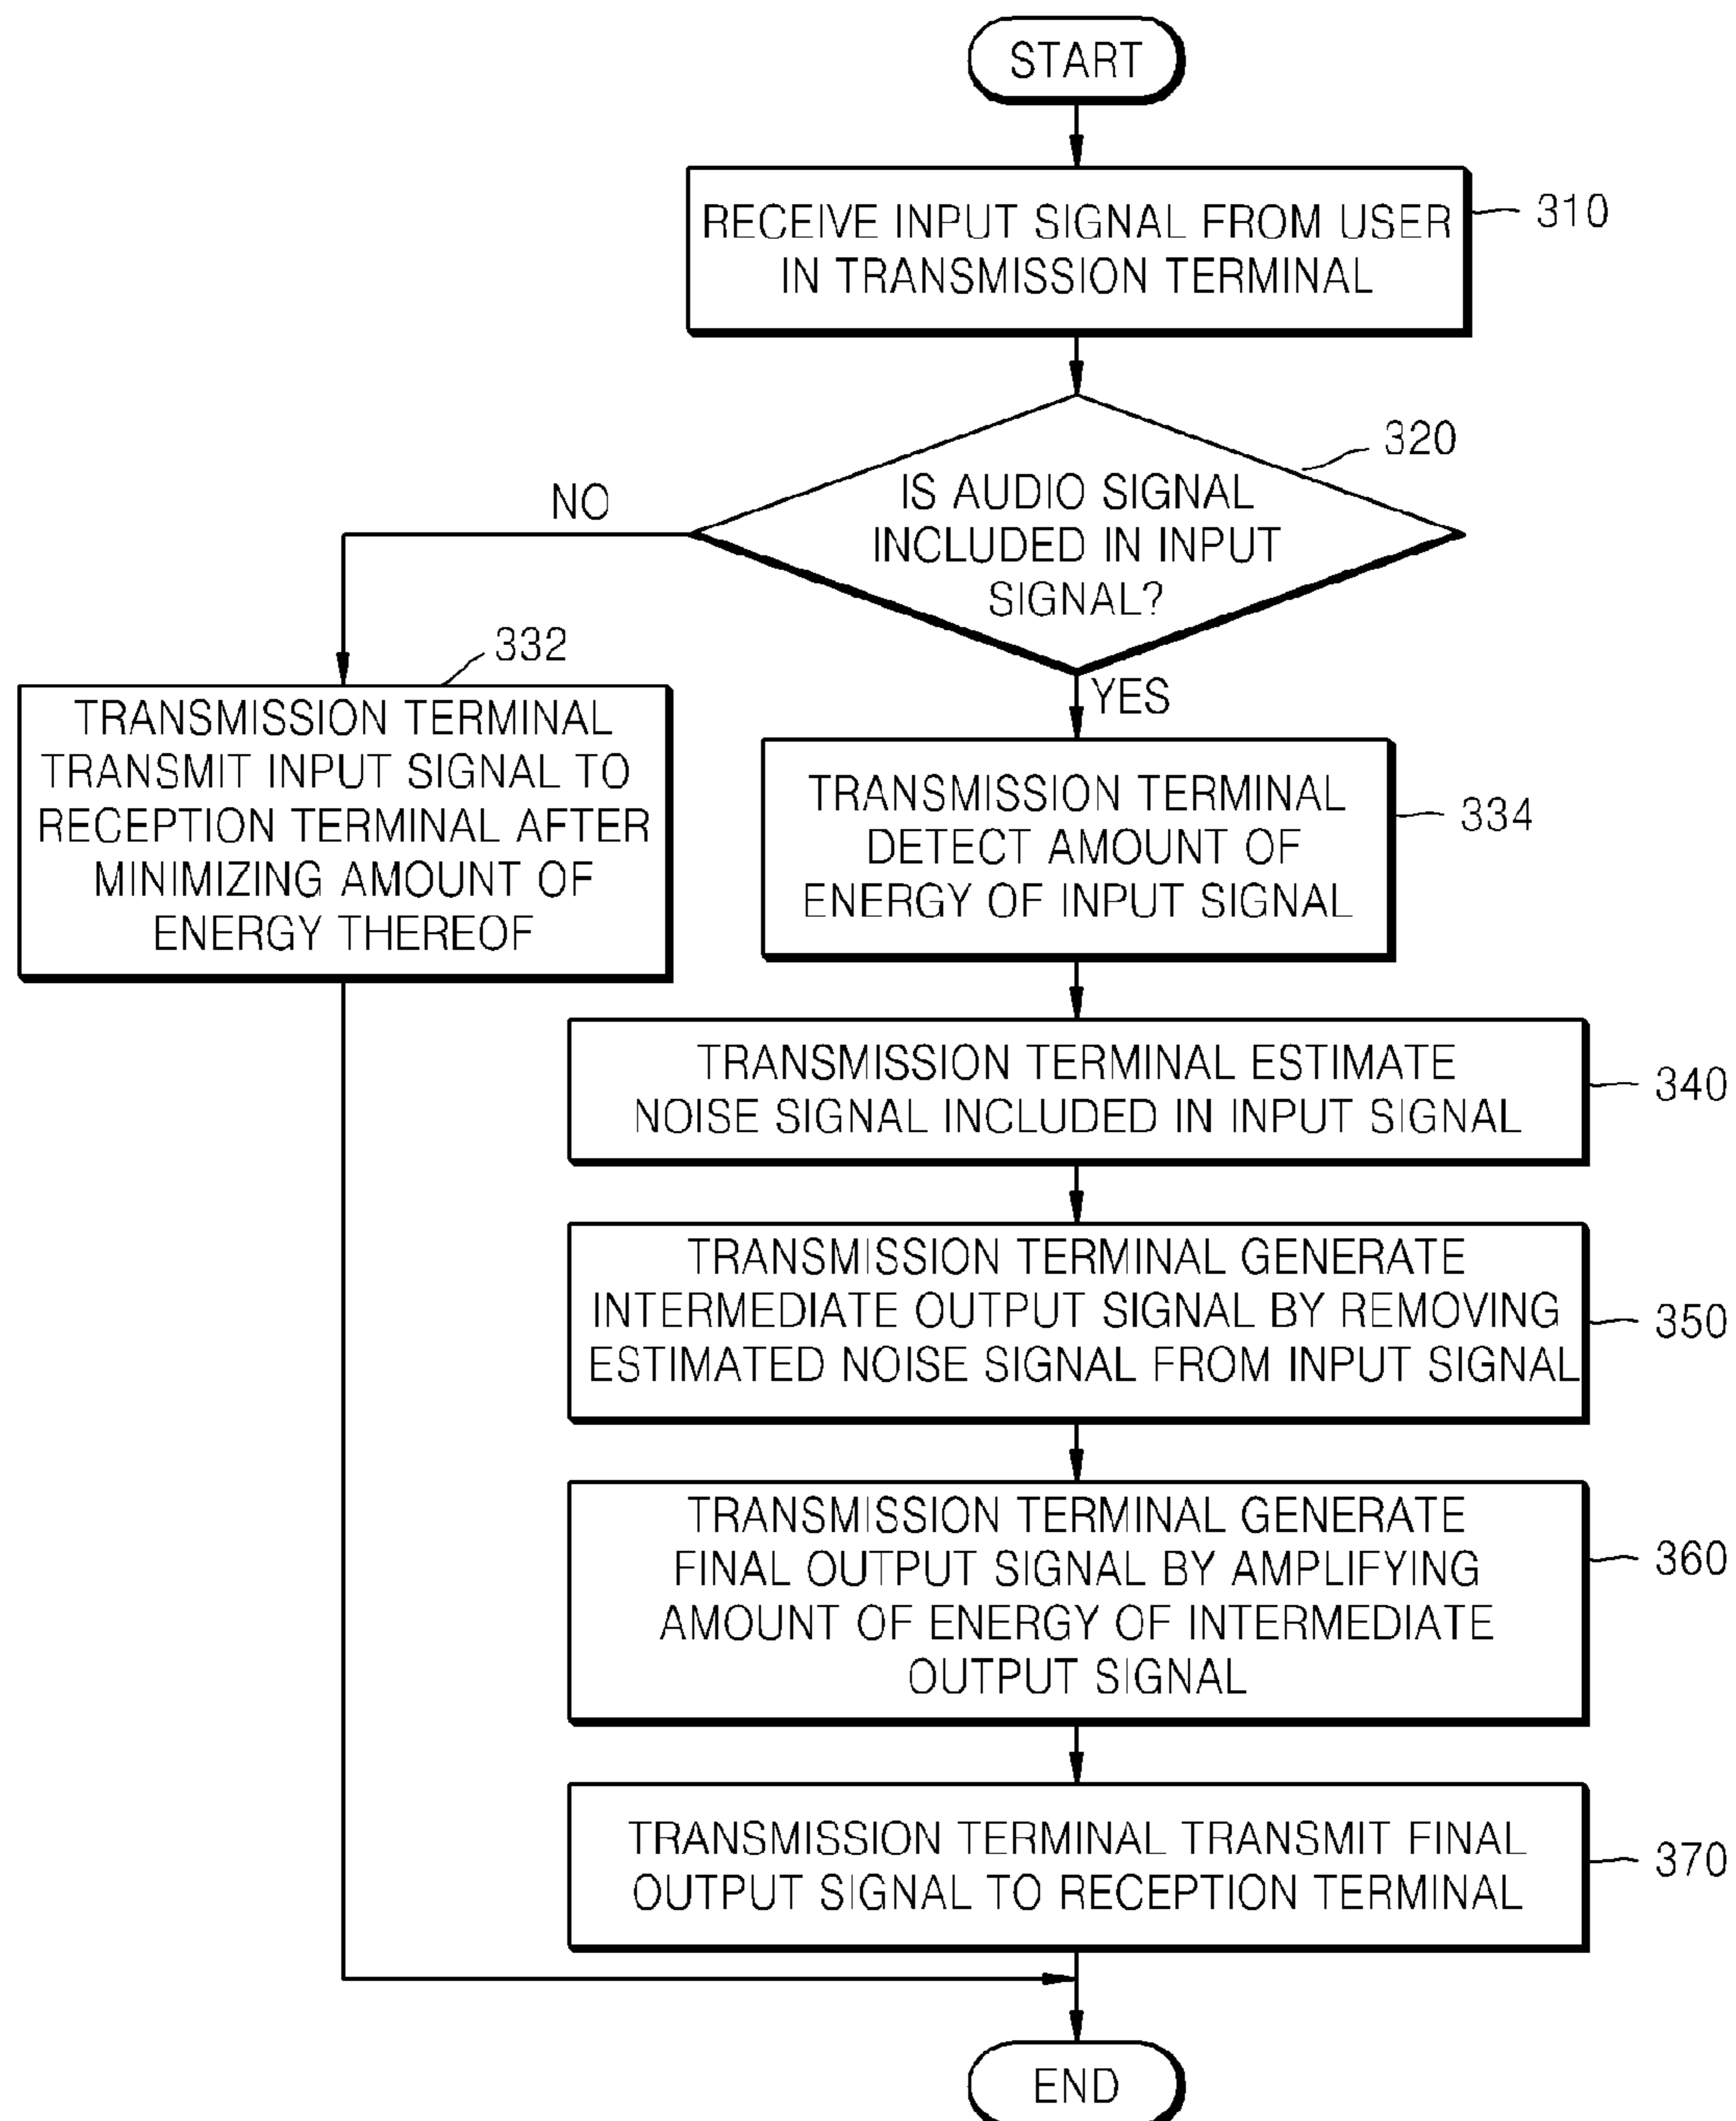 START
RECEIVE INPUT SIGNAL FROM USER
IN TRANSMISSION TERMINAL
310
IS AUDIO SIGNAL
INCLUDED IN INPUT
SIGNAL?
320
NO
YES
332
TRANSMISSION TERMINAL
TRANSMIT INPUT SIGNAL TO
RECEPTION TERMINAL AFTER
MINIMIZING AMOUNT OF
ENERGY THEREOF
TRANSMISSION TERMINAL
DETECT AMOUNT OF
ENERGY OF INPUT SIGNAL
334
TRANSMISSION TERMINAL ESTIMATE
NOISE SIGNAL INCLUDED IN INPUT SIGNAL
340
TRANSMISSION TERMINAL GENERATE
INTERMEDIATE OUTPUT SIGNAL BY REMOVING
ESTIMATED NOISE SIGNAL FROM INPUT SIGNAL
350
TRANSMISSION TERMINAL GENERATE
FINAL OUTPUT SIGNAL BY AMPLIFYING
AMOUNT OF ENERGY OF INTERMEDIATE
OUTPUT SIGNAL
360
TRANSMISSION TERMINAL TRANSMIT FINAL
OUTPUT SIGNAL TO RECEPTION TERMINAL
370
END